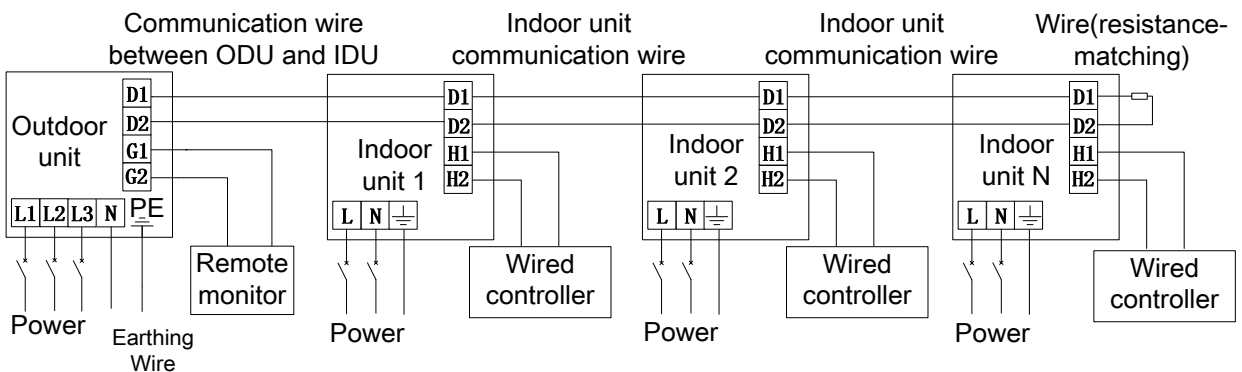 Communication wire
between ODU and IDU
Indoor unit
communication wire
Indoor unit
communication wire
Wire(resistance-
matching)
Outdoor
unit
D1
D2
G1
G2
L1 L2 L3 N PE
Remote
monitor
Power
Earthing
Wire
Indoor
unit 1
D1
D2
H1
H2
L N
Wired
controller
Power
Indoor
unit 2
D1
D2
H1
H2
L N
Wired
controller
Power
Indoor
unit N
D1
D2
H1
H2
L N
Wired
controller
Power